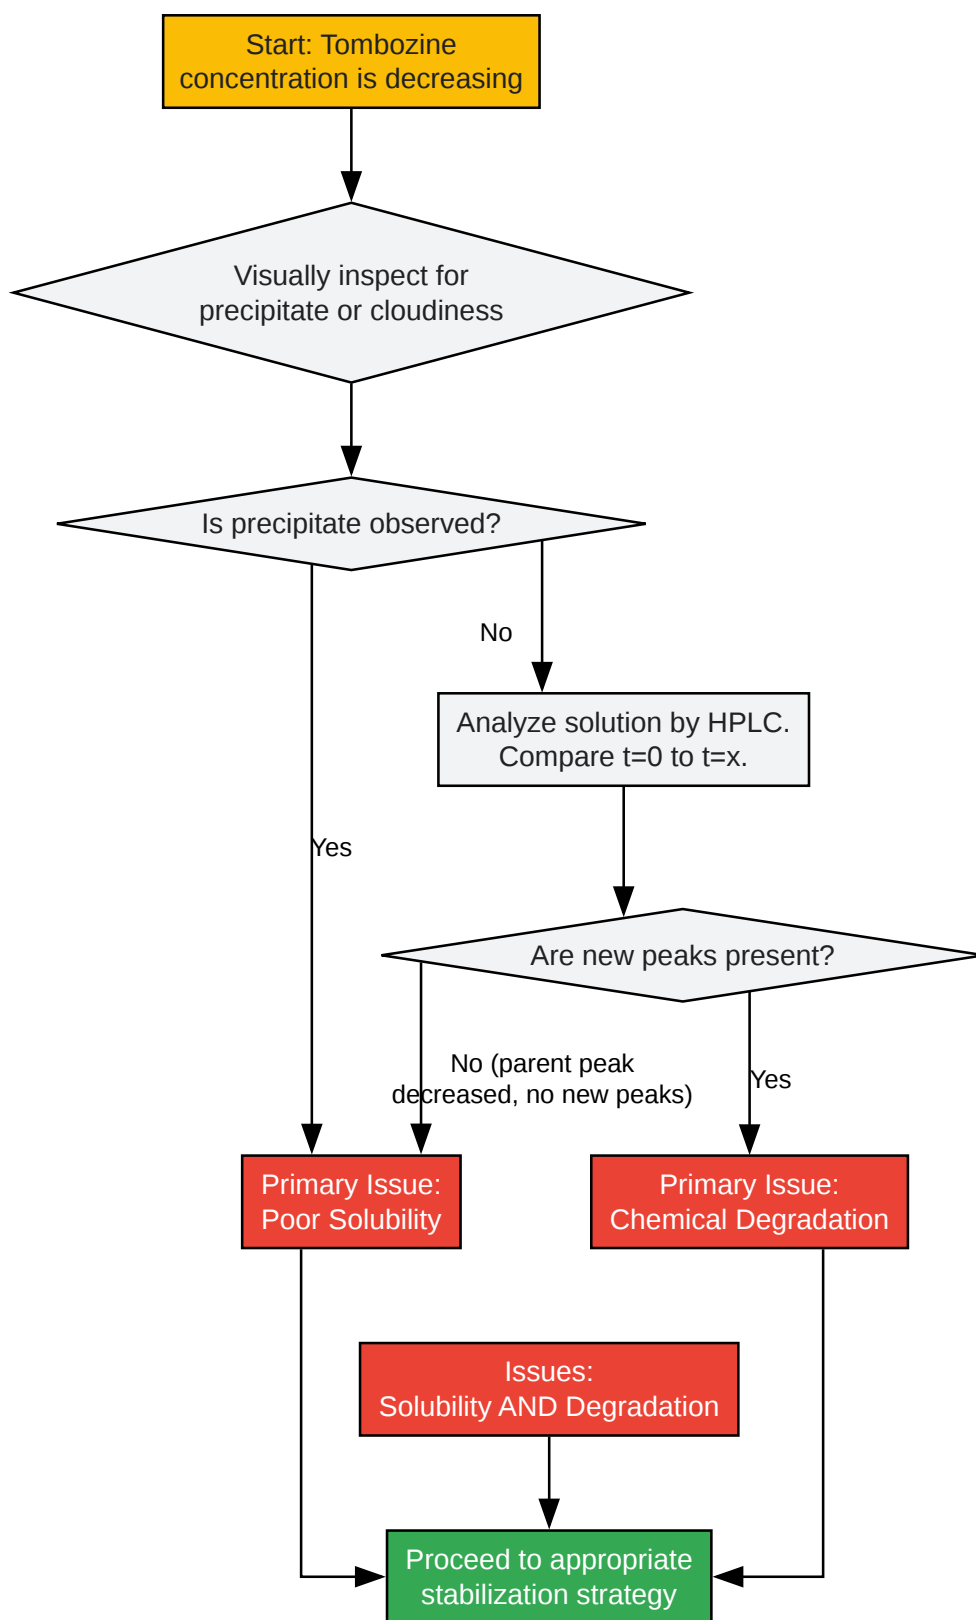 Start: Tombozine
concentration is decreasing
Visually inspect for
precipitate or cloudiness
Is precipitate observed?
No
Analyze solution by HPLC.
Compare t=0 to t=x.
Yes
Are new peaks present?
No (parent peak
decreased, no new peaks)
Yes
Primary Issue:
Poor Solubility
Primary Issue:
Chemical Degradation
Issues:
Solubility AND Degradation
Proceed to appropriate
stabilization strategy